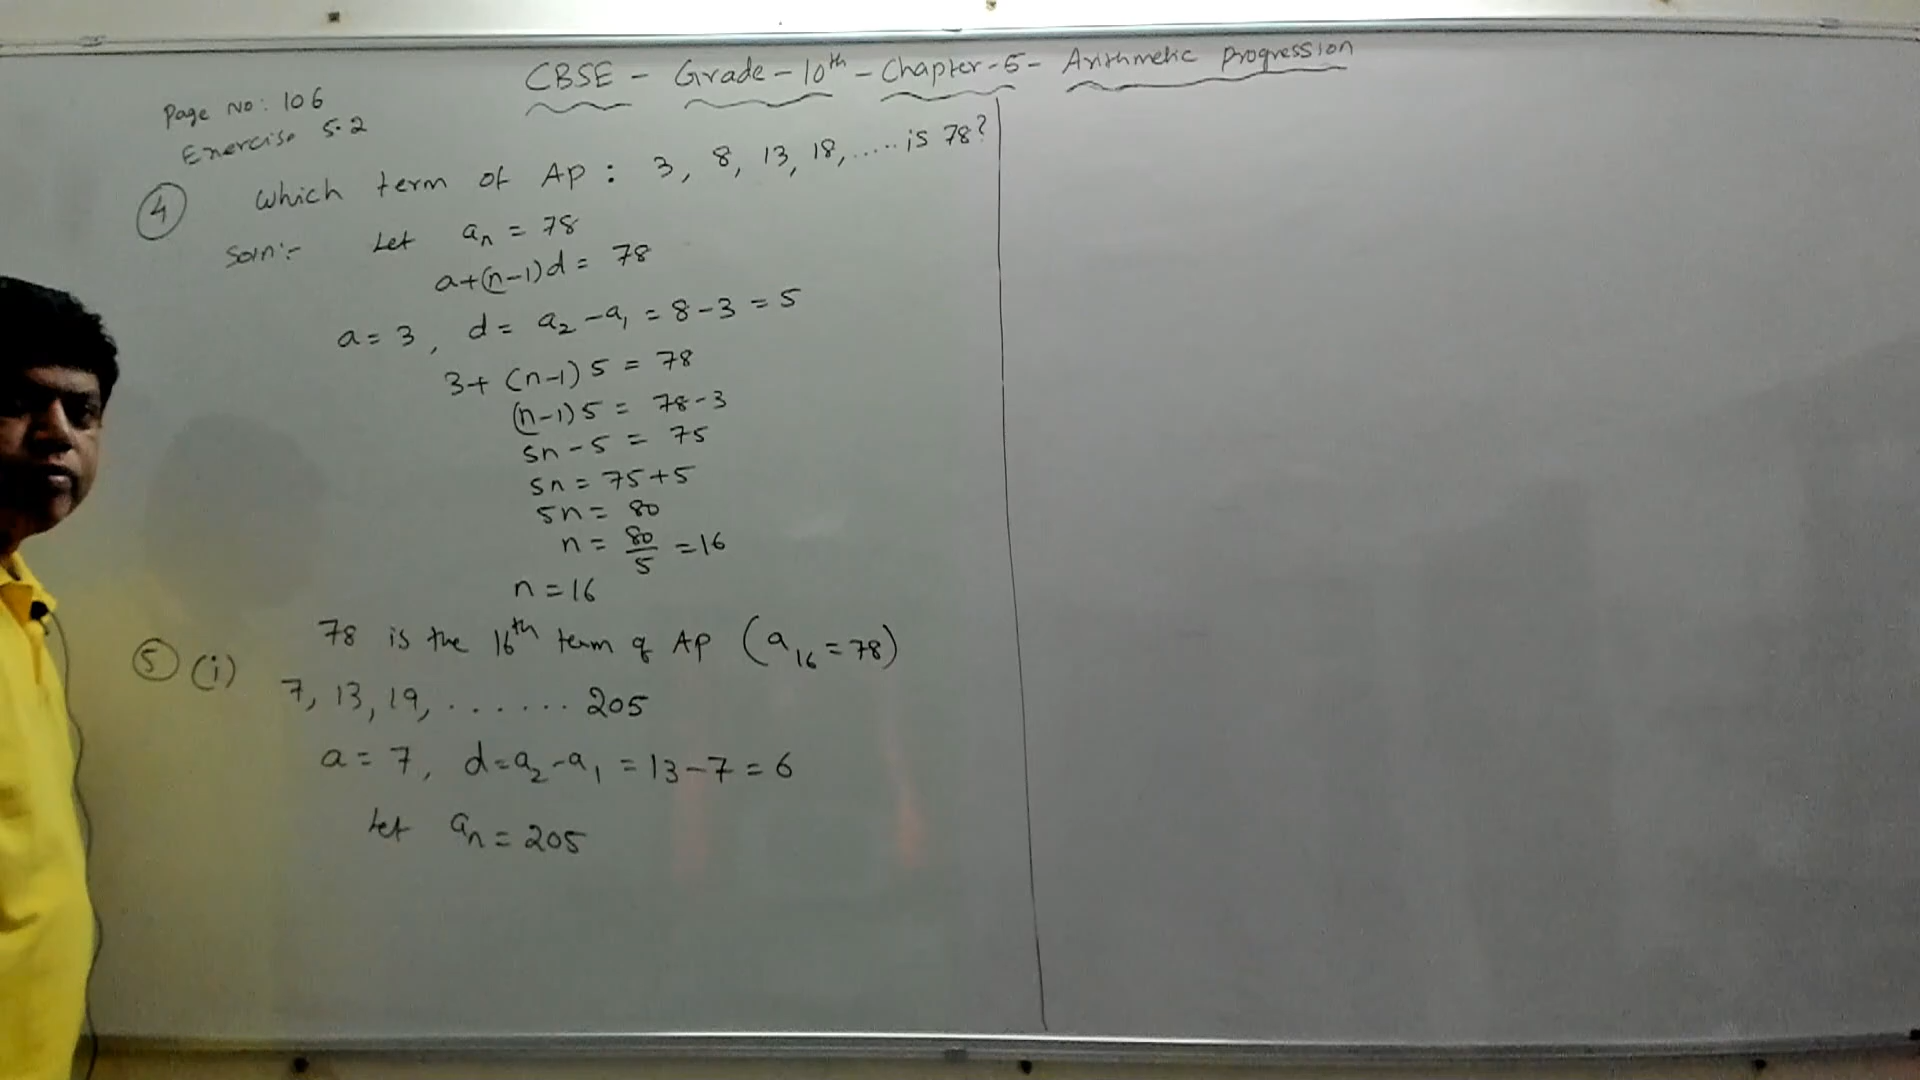 CBSE - Grade - 10th - Chapter - 5 - Arithmetic Progression
Page No: 106
Exercise 5.2
4 Which term of AP : 3, 8, 13, 18, ..... is 78?
Soln:- Let an = 78
a+(n-1)d = 78
a = 3, d = a2 - a1 = 8 - 3 = 5
3 + (n-1) 5 = 78
(n-1) 5 = 78-3
5n - 5 = 75
5n = 75+5
5n = 80
n = 80/5 = 16
n = 16
78 is the 16th term of AP (a16 = 78)
5 (i)
7, 13, 19, ....... 205
a = 7, d = a2 - a1 = 13 - 7 = 6
Let an = 205